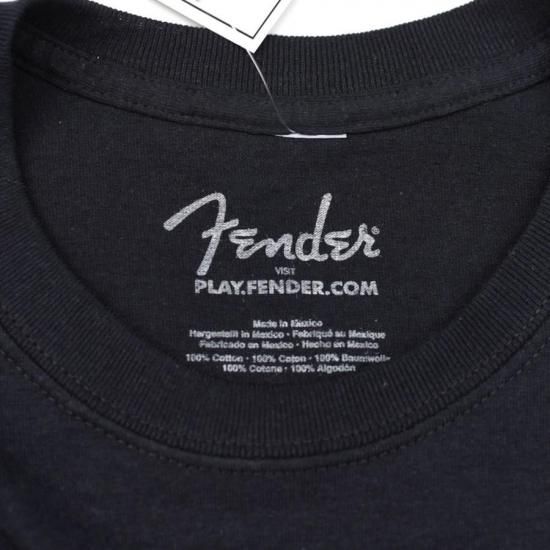 Fender®
VISIT
PLAY.FENDER.COM
Made in Mexico
Hergestellt in Mexico • Fabriqué au Mexique
Fabricado en Mexico • Hecho en Mexico
100% Cotton • 100% Coton • 100% Baumwolle
100% Cotone • 100% Algodón